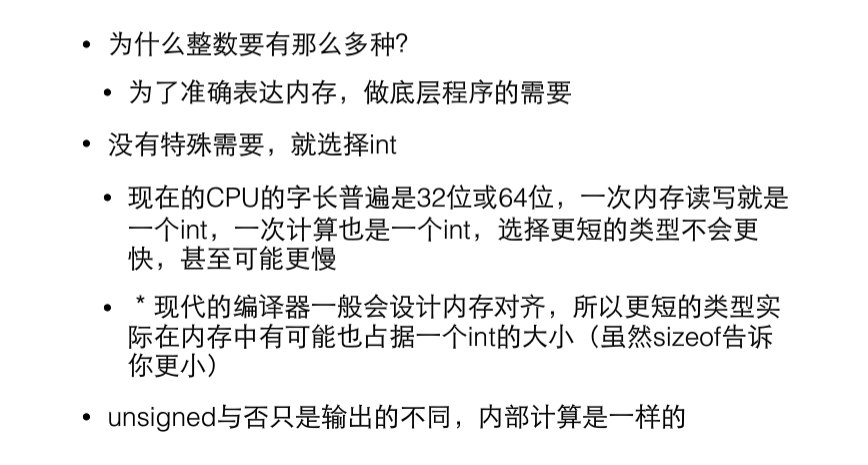 • 为什么整数要有那么多种？
• 为了准确表达内存，做底层程序的需要
• 没有特殊需要，就选择int
• 现在的CPU的字长普遍是32位或64位，一次内存读写就是
一个int，一次计算也是一个int，选择更短的类型不会更
快，甚至可能更慢
• * 现代的编译器一般会设计内存对齐，所以更短的类型实
际在内存中有可能也占据一个int的大小（虽然sizeof告诉
你更小）
• unsigned与否只是输出的不同，内部计算是一样的